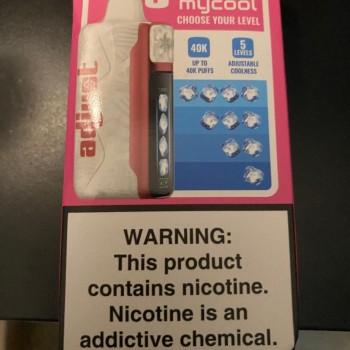 mycool
CHOOSE YOUR LEVEL
40K
UP TO
40K PUFFS
5
LEVELS
ADJUSTABLE
COOLNESS
adjust
WARNING:
This product
contains nicotine.
Nicotine is an
addictive chemical.